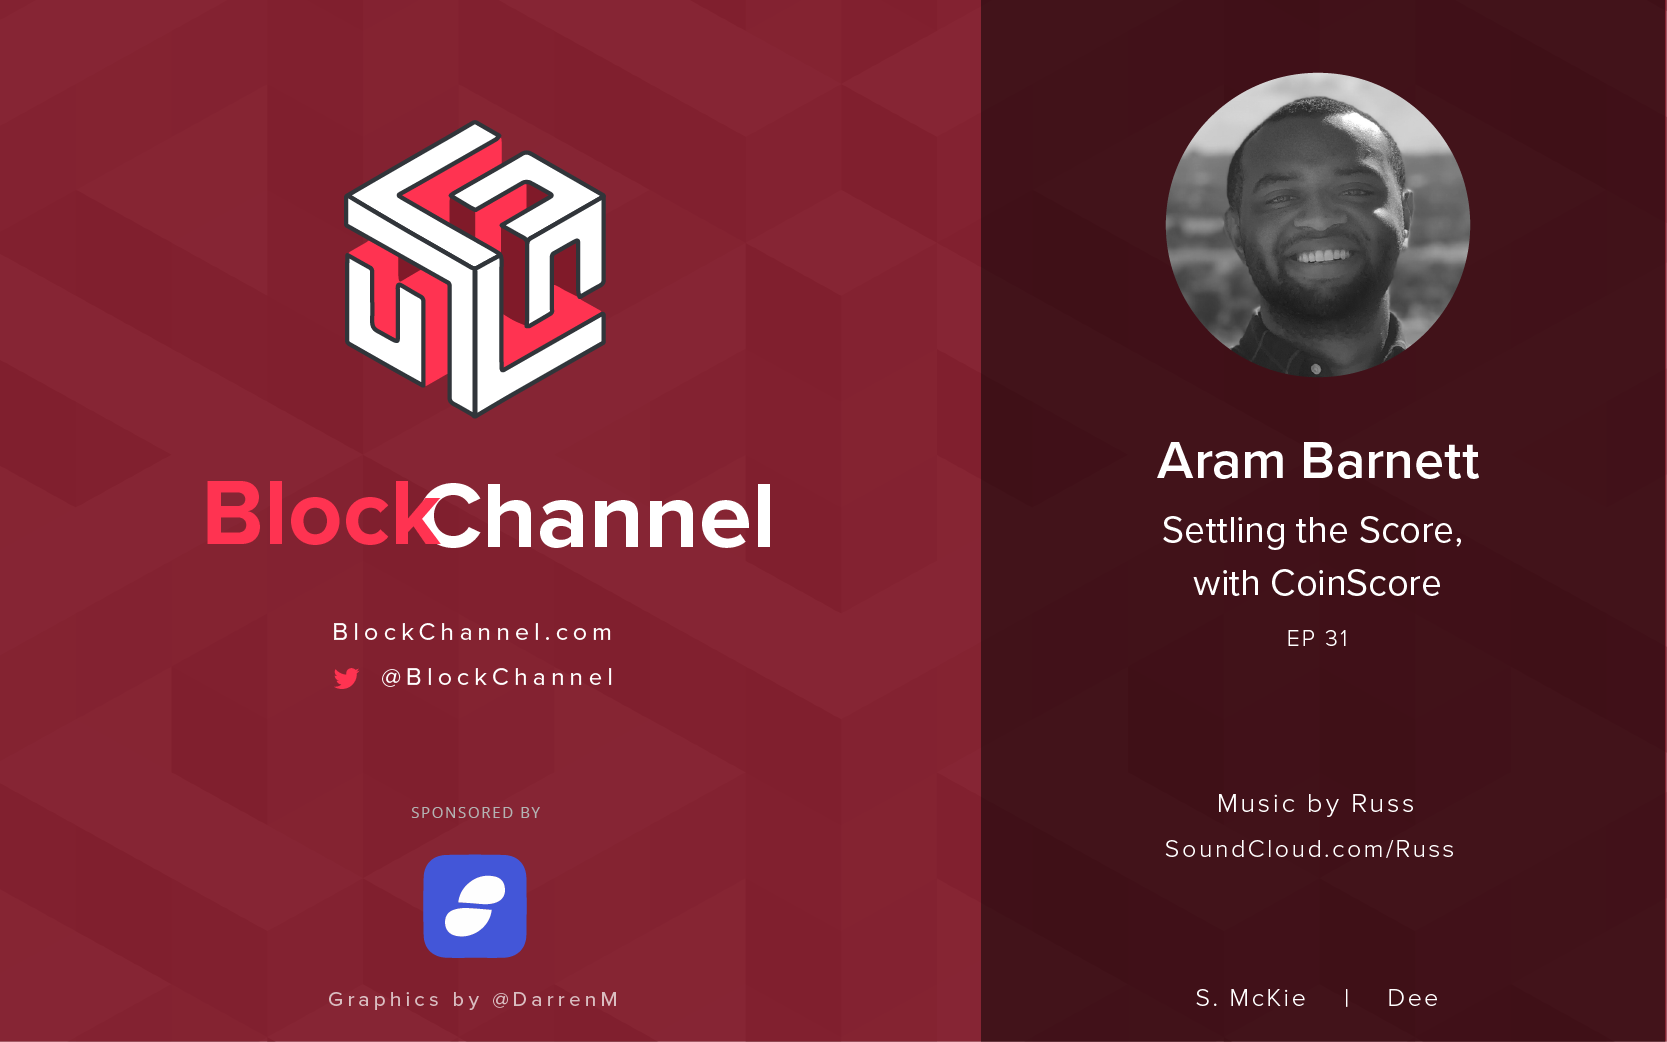 BlockChannel
BlockChannel.com
@BlockChannel
SPONSORED BY
Graphics by @DarrenM
Aram Barnett
Settling the Score,
with CoinScore
EP 31
Music by Russ
SoundCloud.com/Russ
S. McKie | Dee